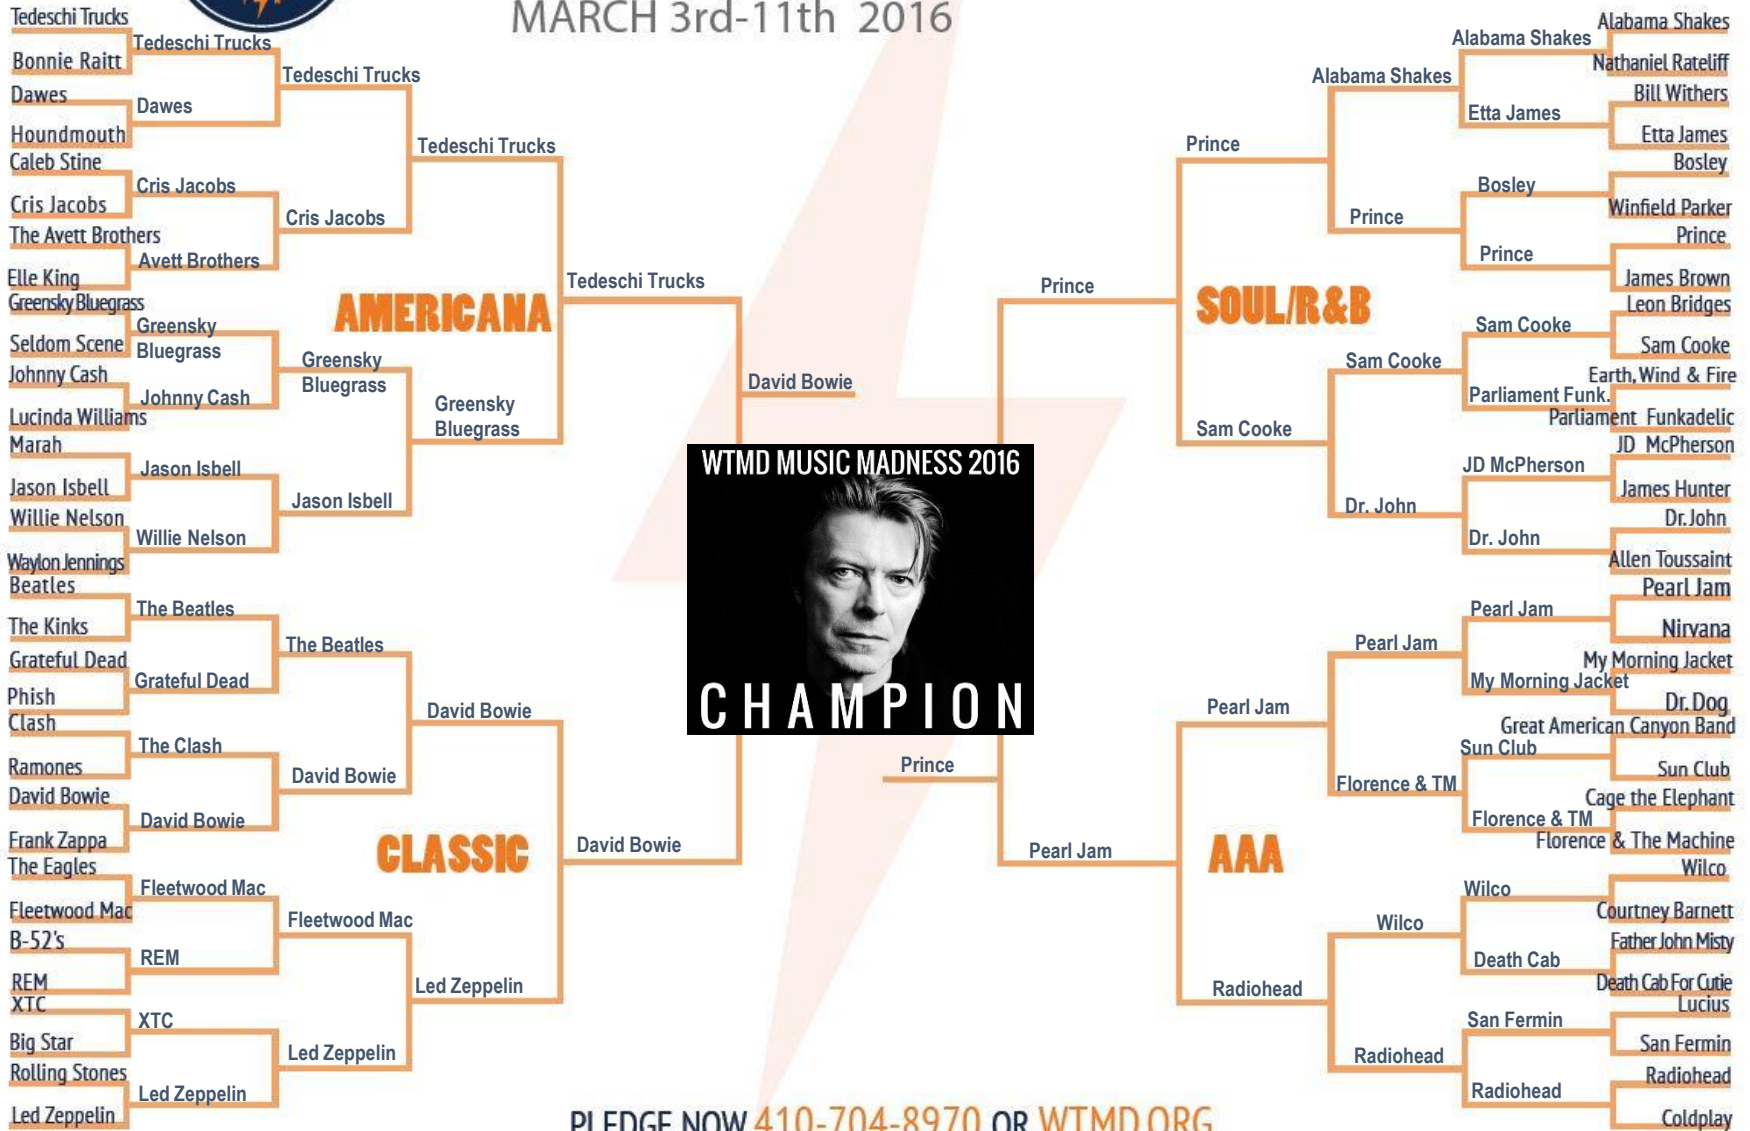 MARCH 3rd-11th 2016
Tedeschi Trucks
Bonnie Raitt
Dawes
Houndmouth
Caleb Stine
Cris Jacobs
The Avett Brothers
Elle King
Greensky Bluegrass
Seldom Scene
Johnny Cash
Lucinda Williams
Marah
Jason Isbell
Willie Nelson
Waylon Jennings
Beatles
The Kinks
Grateful Dead
Phish
Clash
Ramones
David Bowie
Frank Zappa
The Eagles
Fleetwood Mac
B-52's
REM
XTC
Big Star
Rolling Stones
Led Zeppelin
Tedeschi Trucks
Dawes
Cris Jacobs
Avett Brothers
Greensky
Bluegrass
Johnny Cash
Jason Isbell
Willie Nelson
The Beatles
Grateful Dead
The Clash
David Bowie
Fleetwood Mac
REM
XTC
Led Zeppelin
Tedeschi Trucks
Cris Jacobs
Greensky
Bluegrass
Jason Isbell
The Beatles
David Bowie
Fleetwood Mac
Led Zeppelin
Tedeschi Trucks
Greensky
Bluegrass
David Bowie
Led Zeppelin
AMERICANA
CLASSIC
Tedeschi Trucks
David Bowie
David Bowie
WTMD MUSIC MADNESS 2016
CHAMPION
Prince
Prince
Pearl Jam
SOUL/R&B
AAA
Prince
Sam Cooke
Pearl Jam
Radiohead
Alabama Shakes
Prince
Sam Cooke
Dr. John
Pearl Jam
Florence & TM
Wilco
Radiohead
Alabama Shakes
Etta James
Bosley
Prince
Sam Cooke
Parliament Funk.
JD McPherson
Dr. John
Pearl Jam
My Morning Jacket
Sun Club
Florence & TM
Wilco
Death Cab
San Fermin
Radiohead
Alabama Shakes
Nathaniel Rateliff
Bill Withers
Etta James
Bosley
Winfield Parker
Prince
James Brown
Leon Bridges
Sam Cooke
Earth, Wind & Fire
Parliament Funkadelic
JD McPherson
James Hunter
Dr. John
Allen Toussaint
Pearl Jam
Nirvana
My Morning Jacket
Dr. Dog
Great American Canyon Band
Sun Club
Cage the Elephant
Florence & The Machine
Wilco
Courtney Barnett
Father John Misty
Death Cab For Cutie
Lucius
San Fermin
Radiohead
Coldplay
PLEDGE NOW 410-704-8970 OR WTMD.ORG